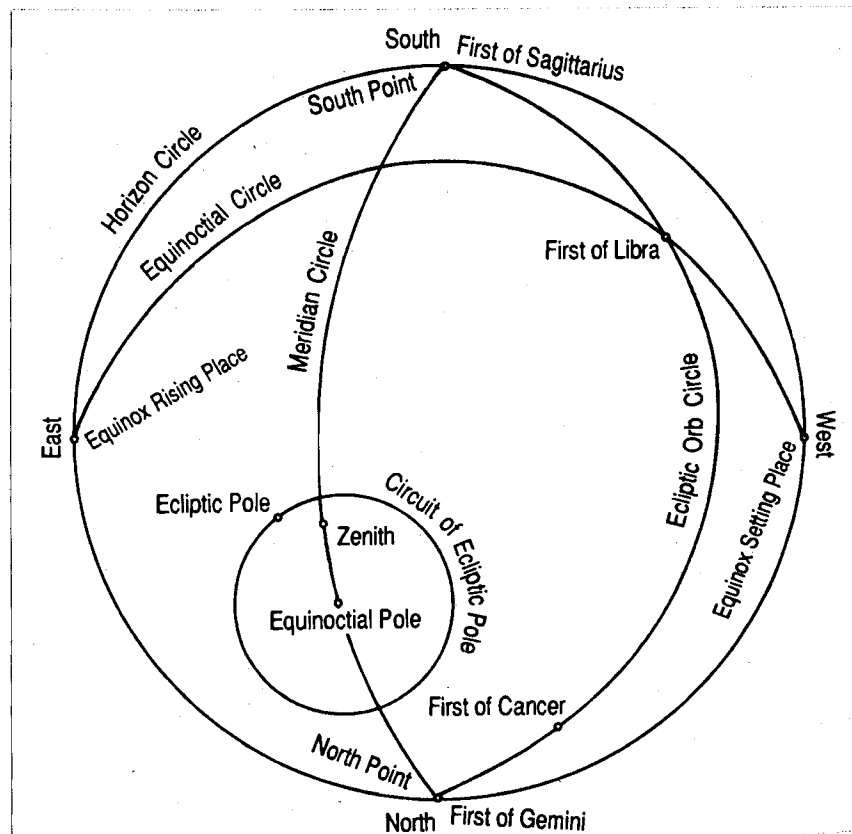 South
First of Sagittarius
South Point
Horizon Circle
Equinoctial Circle
Meridian Circle
First of Libra
Equinox Rising Place
East
West
Ecliptic Orb Circle
Equinox Setting Place
Ecliptic Pole
Circuit of Ecliptic Pole
Zenith
Equinoctial Pole
First of Cancer
North Point
North
First of Gemini